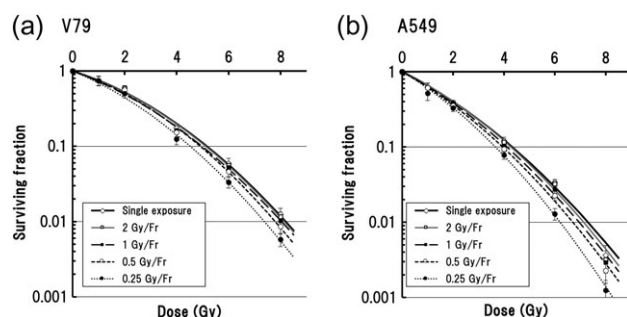 (a) V79
0 2 4 6 8
1
0.1
0.01
0.001
Surviving fraction
Single exposure
2 Gy/Fr
1 Gy/Fr
0.5 Gy/Fr
0.25 Gy/Fr
Dose (Gy)
(b) A549
0 2 4 6 8
1
0.1
0.01
0.001
Surviving fraction
Single exposure
2 Gy/Fr
1 Gy/Fr
0.5 Gy/Fr
0.25 Gy/Fr
Dose (Gy)